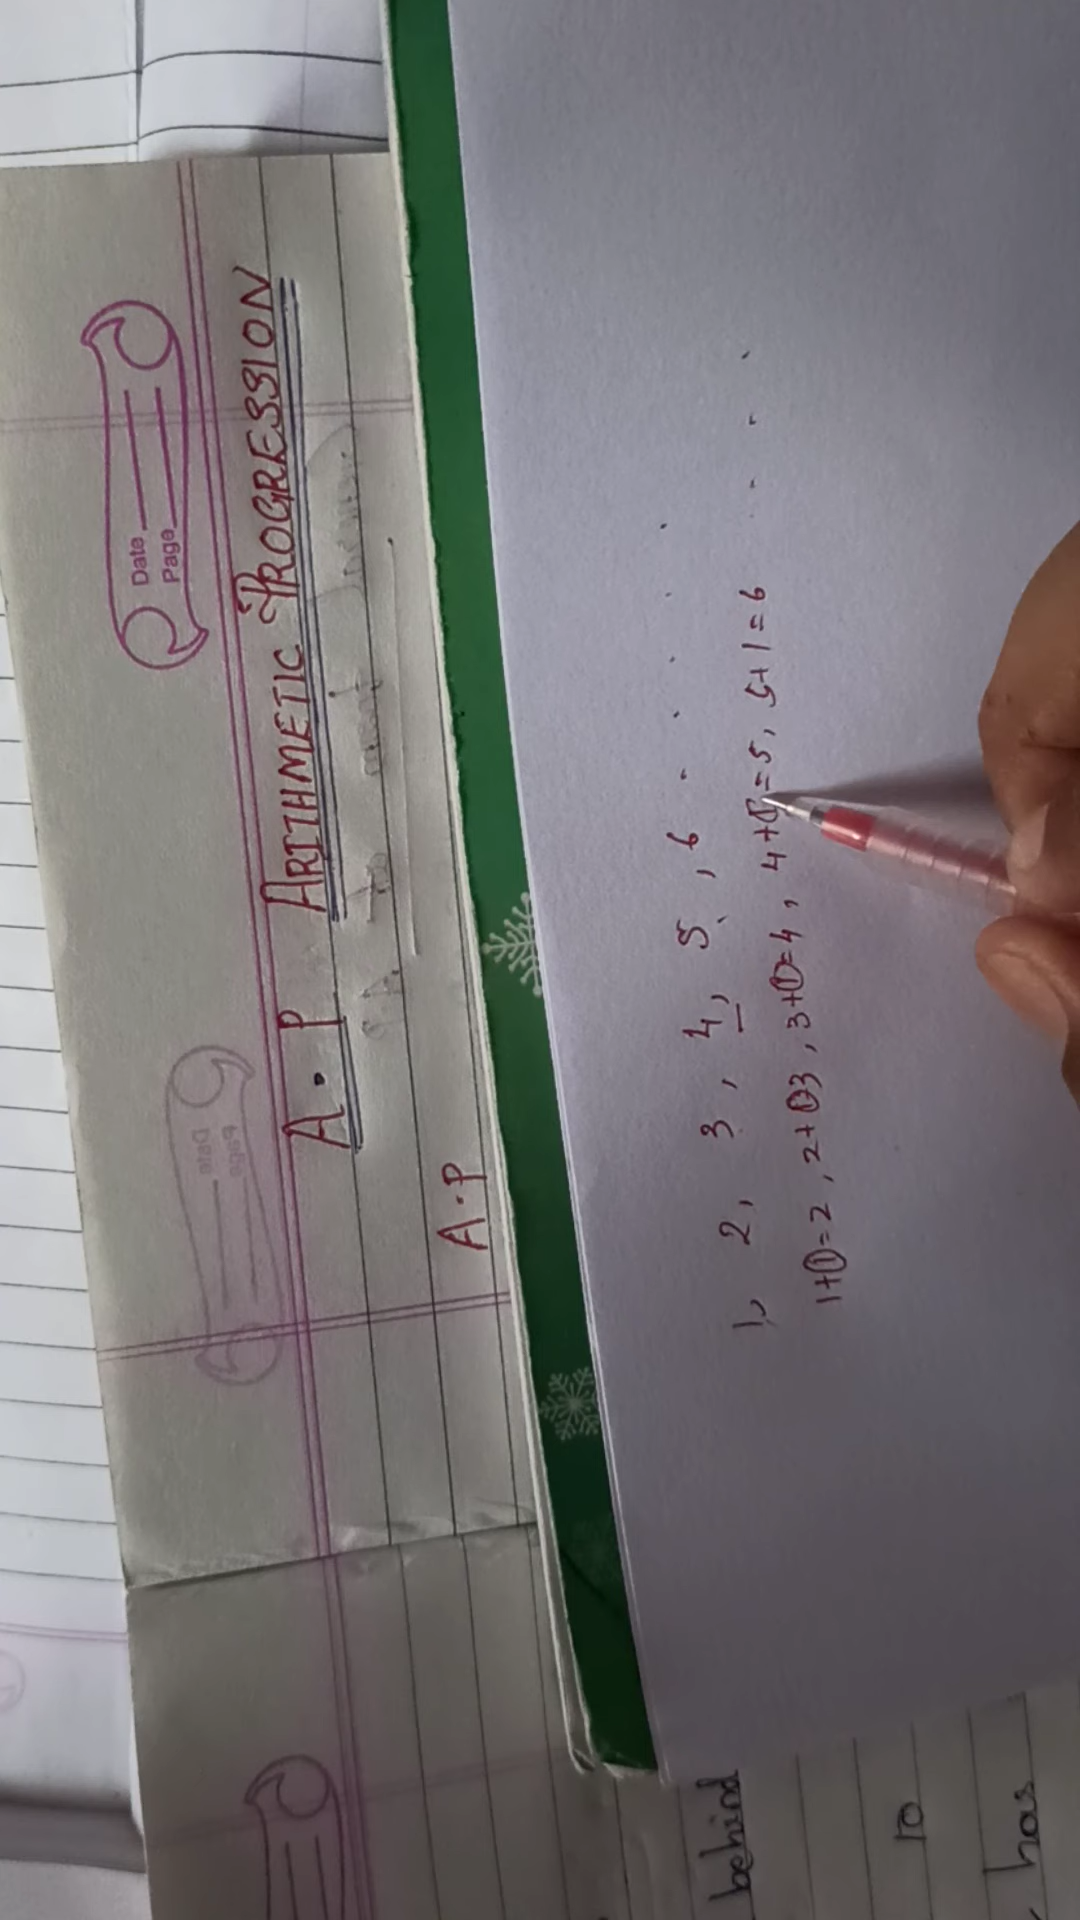 Date
Page
A.P ARITHMETIC PROGRESSION
A.P
1, 2, 3, 4, 5, 6 . . . . .
1+1=2, 2+1=3, 3+1=4, 4+1=5, 5+1=6 . . . .
behind
10
has